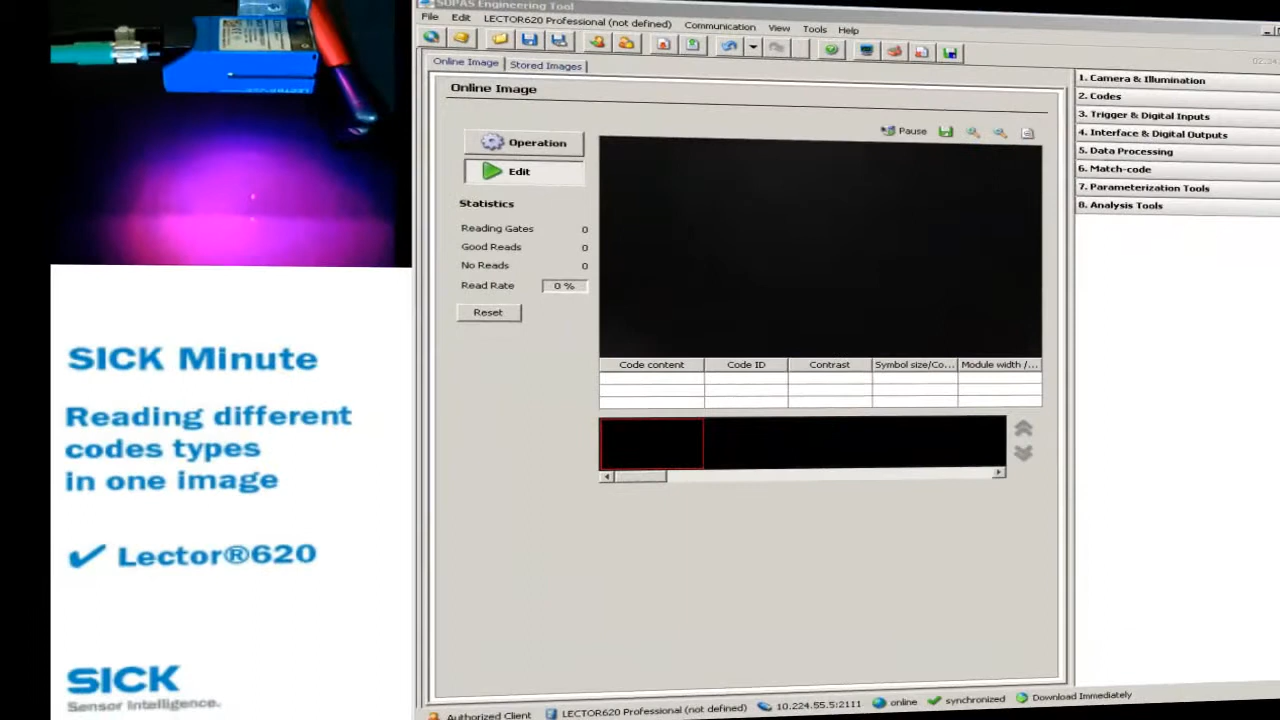 SOPAS Engineering Tool
File Edit LECTOR620 Professional (not defined) Communication View Tools Help
Online Image Stored Images
Online Image
Pause
Operation
Edit
Statistics
Reading Gates 0
Good Reads 0
No Reads 0
Read Rate 0 %
Reset
Code content Code ID Contrast Symbol size/Co... Module width /...
1. Camera & Illumination
2. Codes
3. Trigger & Digital Inputs
4. Interface & Digital Outputs
5. Data Processing
6. Match-code
7. Parameterization Tools
8. Analysis Tools
SICK Minute
Reading different
codes types
in one image
✔ Lector®620
SICK
Sensor Intelligence.
Authorized Client LECTOR620 Professional (not defined) 10.224.55.5:2111 online synchronized Download Immediately